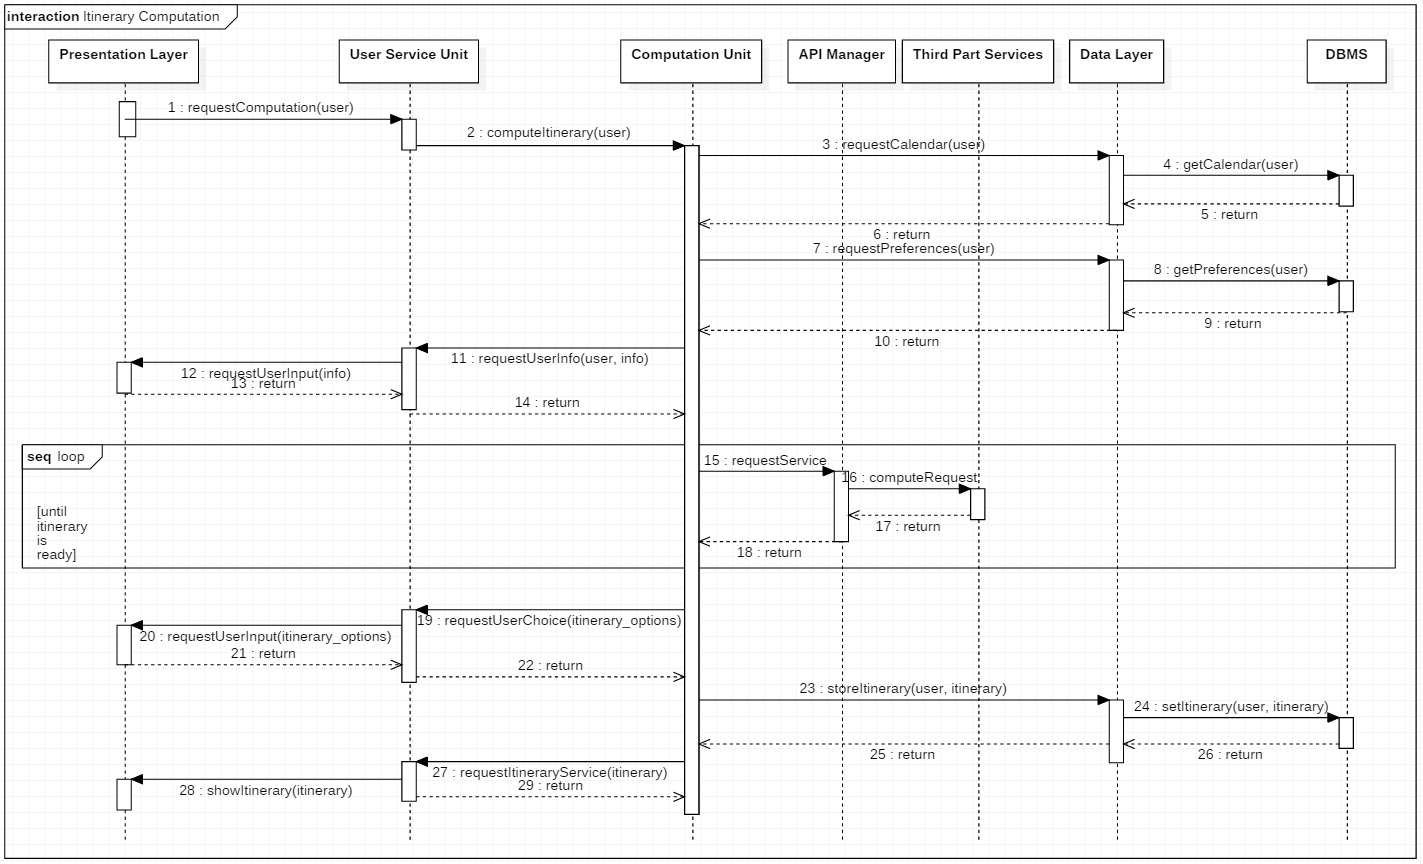 interaction Itinerary Computation
Presentation Layer
User Service Unit
Computation Unit
API Manager
Third Part Services
Data Layer
DBMS
1 : requestComputation(user)
2 : computeItinerary(user)
3 : requestCalendar(user)
4 : getCalendar(user)
5 : return
6 : return
7 : requestPreferences(user)
8 : getPreferences(user)
9 : return
10 : return
11 : requestUserInfo(user, info)
12 : requestUserInput(info)
13 : return
14 : return
seq loop
15 : requestService
16 : computeRequest
[until
itinerary
is
ready]
17 : return
18 : return
19 : requestUserChoice(itinerary_options)
20 : requestUserInput(itinerary_options)
21 : return
22 : return
23 : storeItinerary(user, itinerary)
24 : setItinerary(user, itinerary)
25 : return
26 : return
27 : requestItineraryService(itinerary)
28 : showItinerary(itinerary)
29 : return